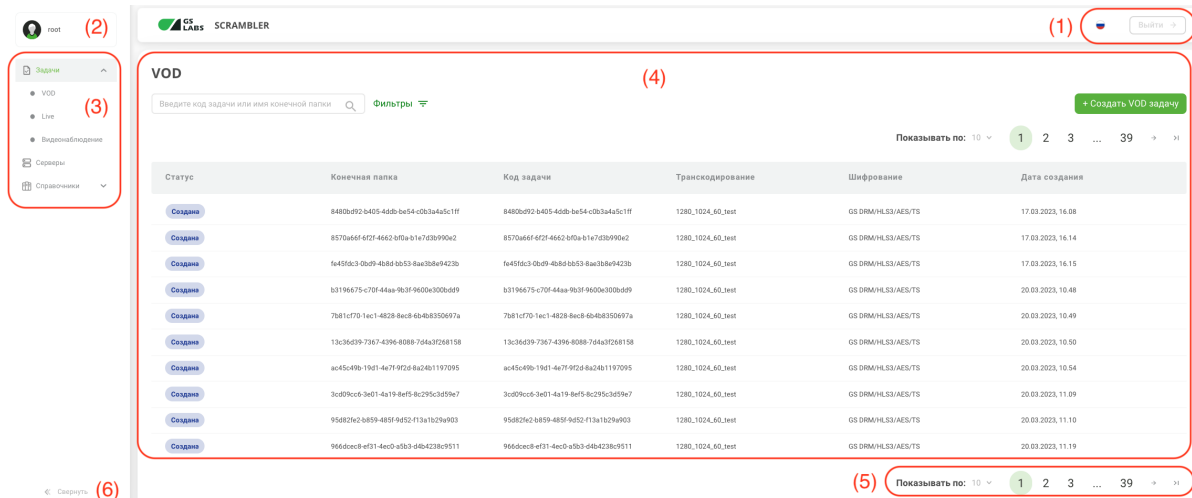 root (2)
GS LABS SCRAMBLER
(1)
Выйти →
Задачи
VOD
(3)
Live
Видеонаблюдение
Серверы
Справочники
VOD
(4)
Введите код задачи или имя конечной папки
Фильтры
+ Создать VOD задачу
Показывать по: 10 1 2 3 ... 39
Статус Конечная папка Код задачи Транскодирование Шифрование Дата создания
Создана 8480bd92-b405-4ddb-be54-c0b3a4a5c1ff 8480bd92-b405-4ddb-be54-c0b3a4a5c1ff 1280_1024_60_test GS DRM/HLS3/AES/TS 17.03.2023, 16.08
Создана 8570a66f-6f2f-4662-bf0a-b1e7d3b990e2 8570a66f-6f2f-4662-bf0a-b1e7d3b990e2 1280_1024_60_test GS DRM/HLS3/AES/TS 17.03.2023, 16.14
Создана fe45fdc3-0bd9-4b8d-bb53-8ae3b8e9423b fe45fdc3-0bd9-4b8d-bb53-8ae3b8e9423b 1280_1024_60_test GS DRM/HLS3/AES/TS 17.03.2023, 16.15
Создана b3196675-c70f-44aa-9b3f-9600e300bdd9 b3196675-c70f-44aa-9b3f-9600e300bdd9 1280_1024_60_test GS DRM/HLS3/AES/TS 20.03.2023, 10.48
Создана 7b81cf70-1ec1-4828-8ec8-6b4b8350697a 7b81cf70-1ec1-4828-8ec8-6b4b8350697a 1280_1024_60_test GS DRM/HLS3/AES/TS 20.03.2023, 10.49
Создана 13c36d39-7367-4396-8088-7d4a3f268158 13c36d39-7367-4396-8088-7d4a3f268158 1280_1024_60_test GS DRM/HLS3/AES/TS 20.03.2023, 10.50
Создана ac45c49b-19d1-4e7f-9f2d-8a24b1197095 ac45c49b-19d1-4e7f-9f2d-8a24b1197095 1280_1024_60_test GS DRM/HLS3/AES/TS 20.03.2023, 10.54
Создана 3cd09cc6-3e01-4a19-8ef5-8c295c3d59e7 3cd09cc6-3e01-4a19-8ef5-8c295c3d59e7 1280_1024_60_test GS DRM/HLS3/AES/TS 20.03.2023, 11.09
Создана 95d82fe2-b859-485f-9d52-f13a1b29a903 95d82fe2-b859-485f-9d52-f13a1b29a903 1280_1024_60_test GS DRM/HLS3/AES/TS 20.03.2023, 11.10
Создана 966dcec8-ef31-4ec0-a5b3-d4b4238c9511 966dcec8-ef31-4ec0-a5b3-d4b4238c9511 1280_1024_60_test GS DRM/HLS3/AES/TS 20.03.2023, 11.19
(5) Показывать по: 10 1 2 3 ... 39
Свернуть (6)